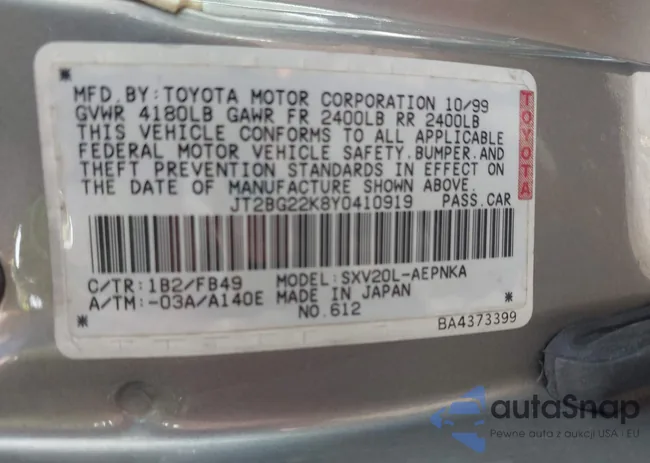 MFD.BY:TOYOTA MOTOR CORPORATION 10/99
GVWR 4180LB GAWR FR 2400LB RR 2400LB
THIS VEHICLE CONFORMS TO ALL APPLICABLE
FEDERAL MOTOR VEHICLE SAFETY.BUMPER.AND
THEFT PREVENTION STANDARDS IN EFFECT ON
THE DATE OF MANUFACTURE SHOWN ABOVE.
JT2BG22K8Y0410919 PASS.CAR
TOYOTA
C/TR:1B2/FB49 MODEL:SXV20L-AEPNKA
A/TM:-03A/A140E MADE IN JAPAN
NO.612
BA4373399
autoSnap
Pewne auta z aukcji USA - EU